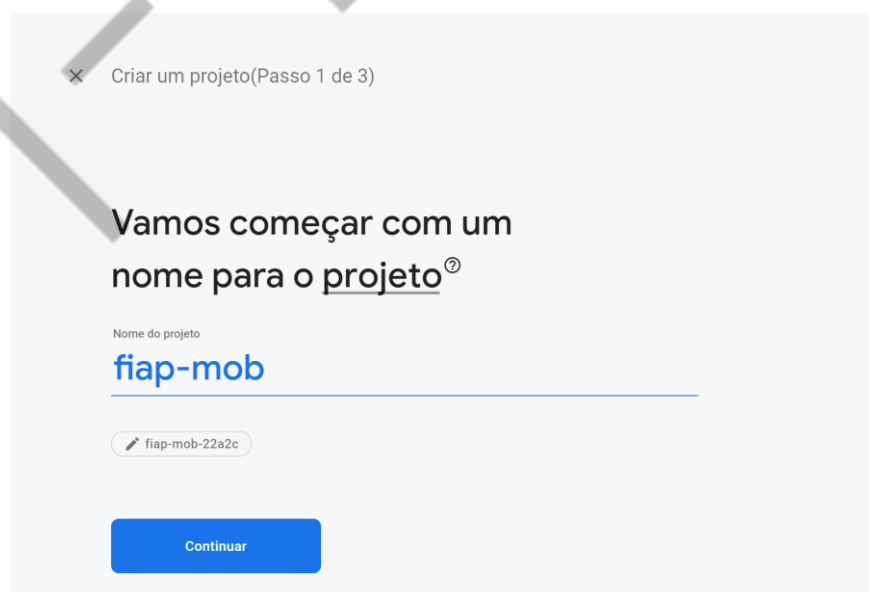 Criar um projeto(Passo 1 de 3)
Vamos começar com um
nome para o projeto
Nome do projeto
fiap-mob
fiap-mob-22a2c
Continuar